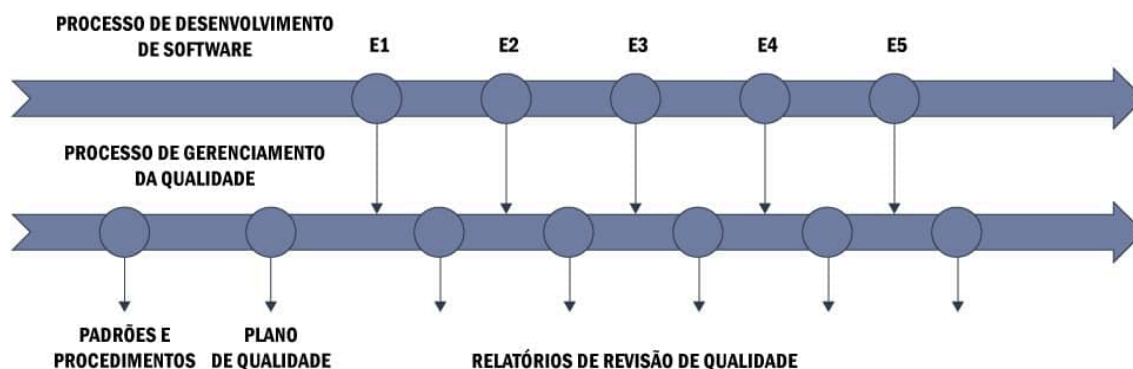 PROCESSO DE DESENVOLVIMENTO
DE SOFTWARE
E1
E2
E3
E4
E5
PROCESSO DE GERENCIAMENTO
DA QUALIDADE
PADRÕES E
PROCEDIMENTOS
PLANO
DE QUALIDADE
RELATÓRIOS DE REVISÃO DE QUALIDADE